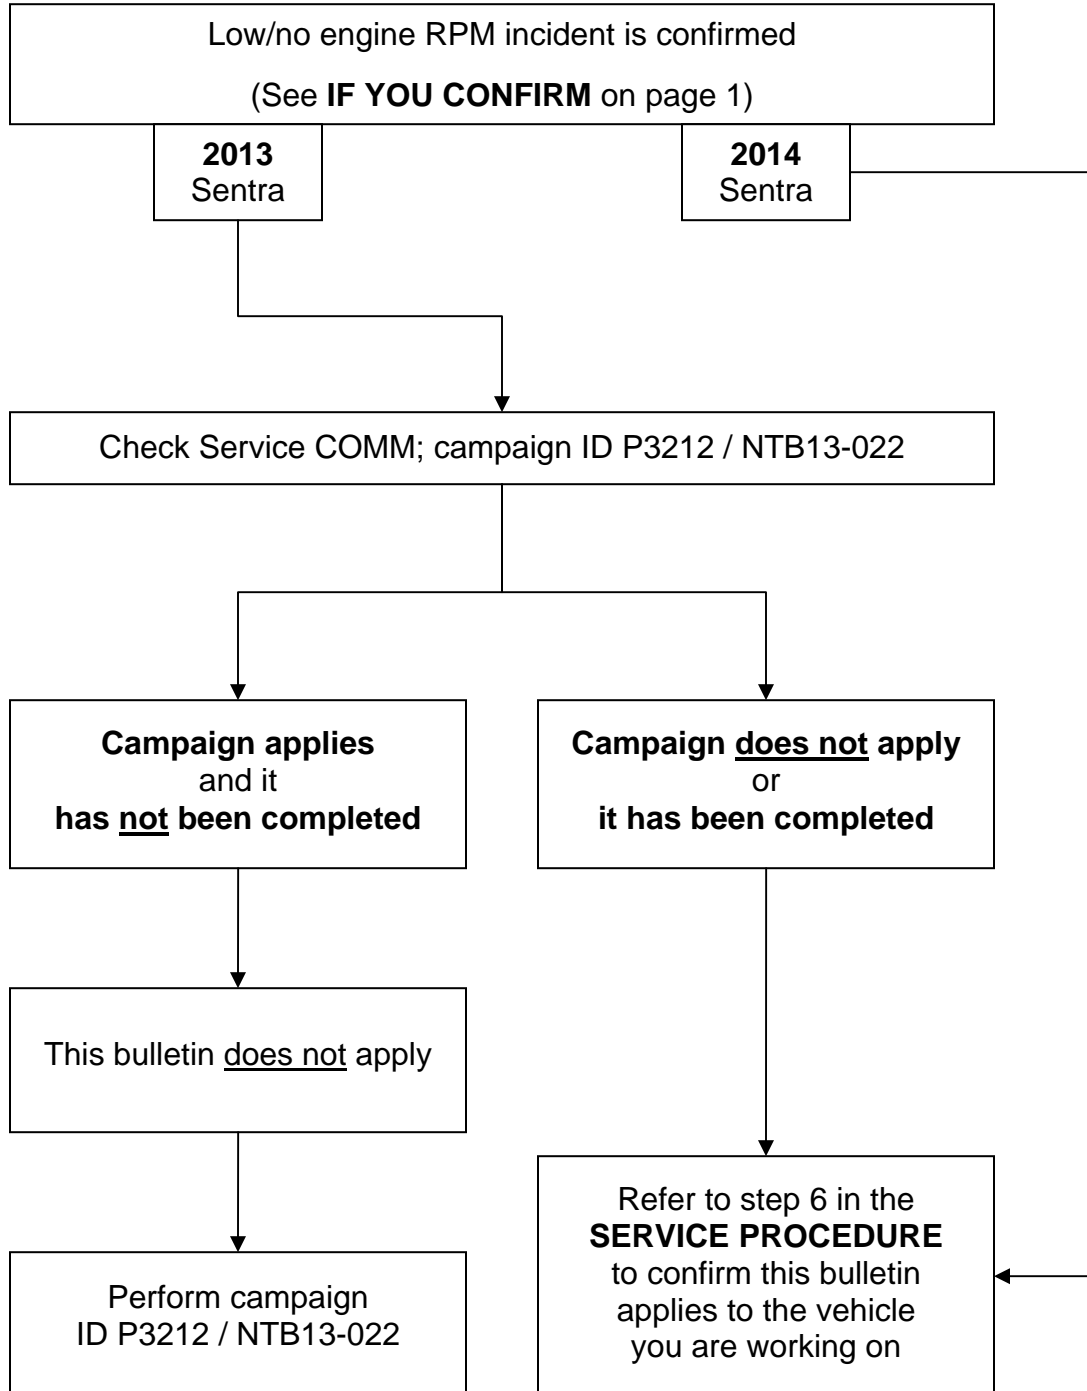 Low/no engine RPM incident is confirmed
(See IF YOU CONFIRM on page 1)
2013
Sentra
2014
Sentra
Check Service COMM; campaign ID P3212 / NTB13-022
Campaign applies
and it
has not been completed
Campaign does not apply
or
it has been completed
This bulletin does not apply
Refer to step 6 in the
SERVICE PROCEDURE
to confirm this bulletin
applies to the vehicle
you are working on
Perform campaign
ID P3212 / NTB13-022